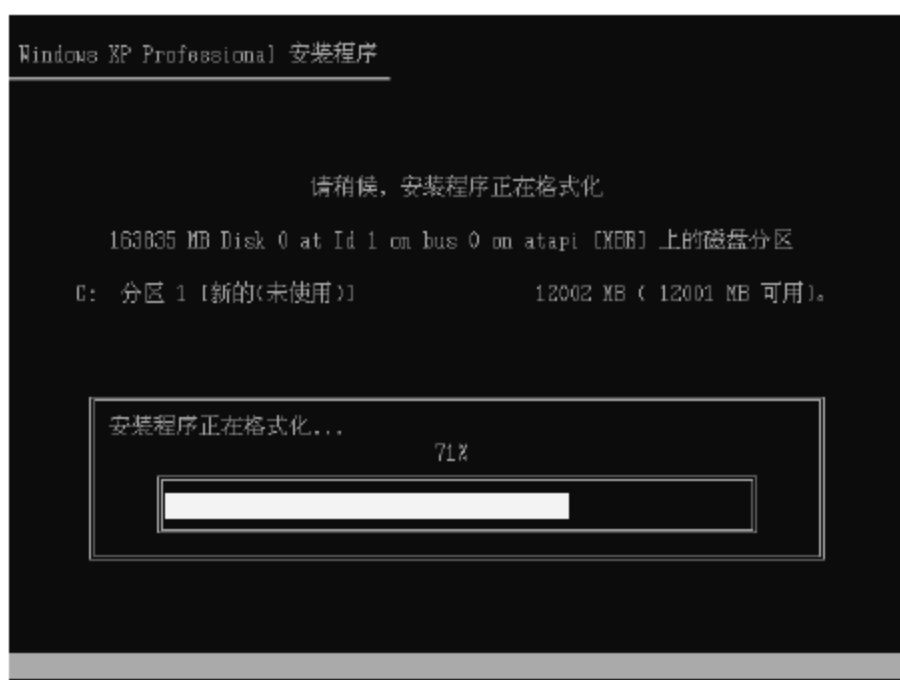 Windows XP Professional 安装程序
请稍候，安装程序正在格式化
163835 MB Disk 0 at Id 1 on bus 0 on atapi [MBR] 上的磁盘分区
C: 分区 1 [新的(未使用)] 12002 MB ( 12001 MB 可用)。
安装程序正在格式化...
71%